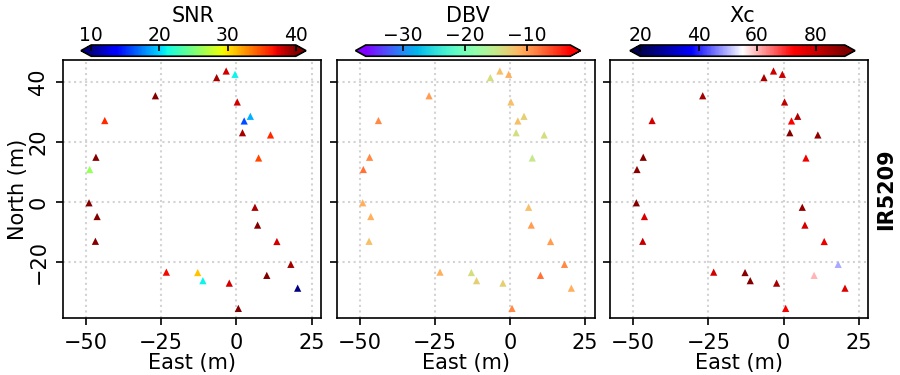 SNR DBV Xc
10 20 30 40 −30 −20 −10 20 40 60 80
40
20
0
−20
North (m)
IR5209
−50 −25 0 25 −50 −25 0 25 −50 −25 0 25
East (m) East (m) East (m)